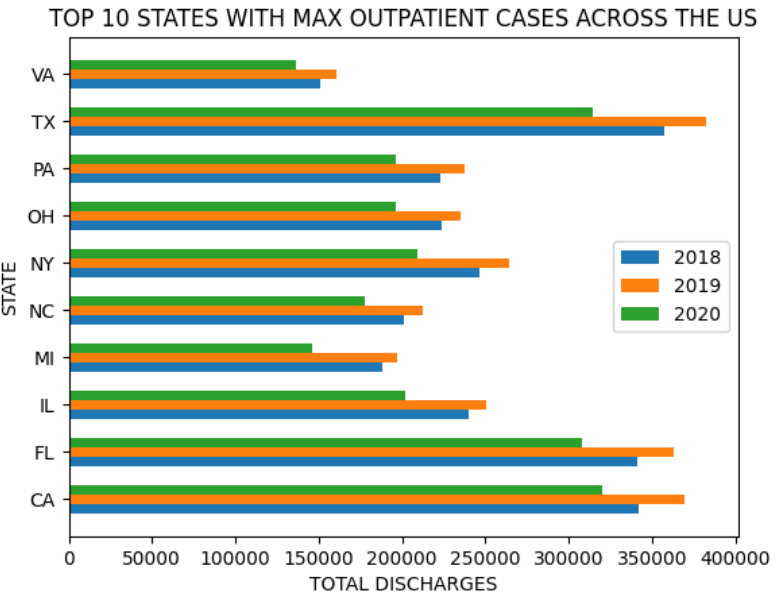 TOP 10 STATES WITH MAX OUTPATIENT CASES ACROSS THE US
VA
TX
PA
OH
NY
NC
MI
IL
FL
CA
STATE
2018
2019
2020
0 50000 100000 150000 200000 250000 300000 350000 400000
TOTAL DISCHARGES